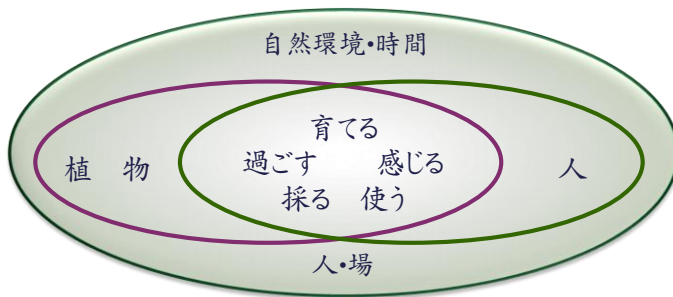 自然環境・時間
育てる
過ごす 感じる
植 物
人
採る 使う
人・場